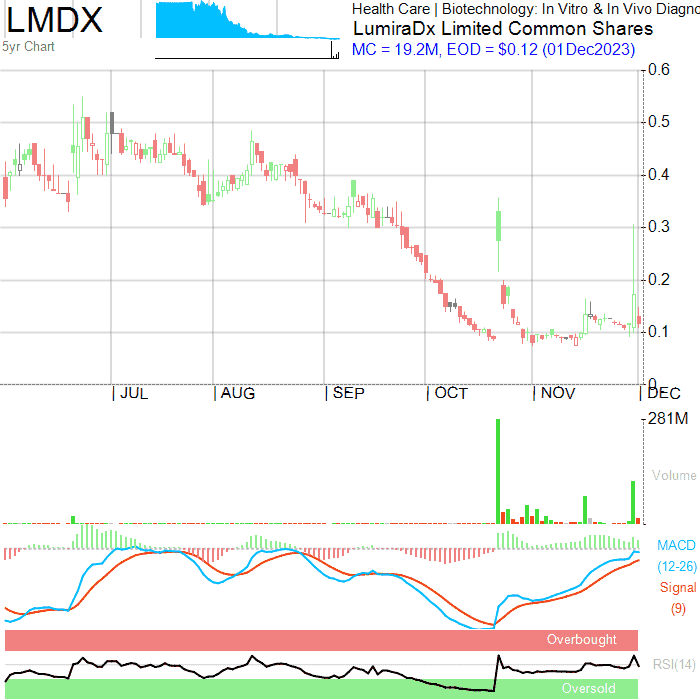 LMDX
5yr Chart
Health Care | Biotechnology: In Vitro & In Vivo Diagno
LumiraDx Limited Common Shares
MC = 19.2M, EOD = $0.12 (01Dec2023)
0.6
0.5
0.4
0.3
0.2
0.1
0
JUL AUG SEP OCT NOV DEC
281M
Volume
MACD
(12-26)
Signal
(9)
Overbought
RSI(14)
Oversold